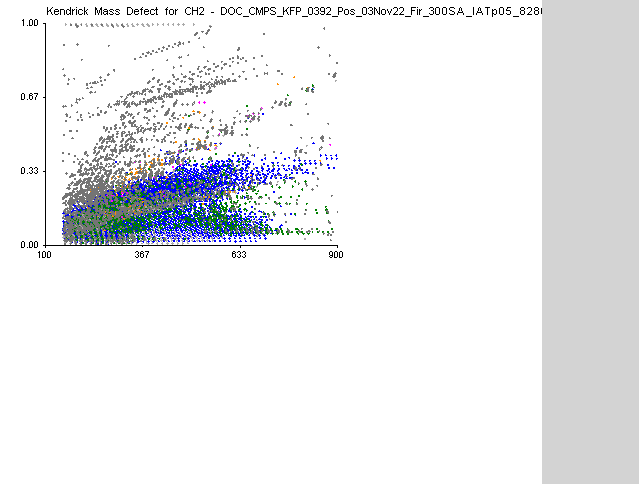 Kendrick Mass Defect for CH2 - DOC_CMPS_KFP_0392_Pos_03Nov22_Fir_300SA_IATp05_828
1.00
0.67
0.33
0.00
100 367 633 900